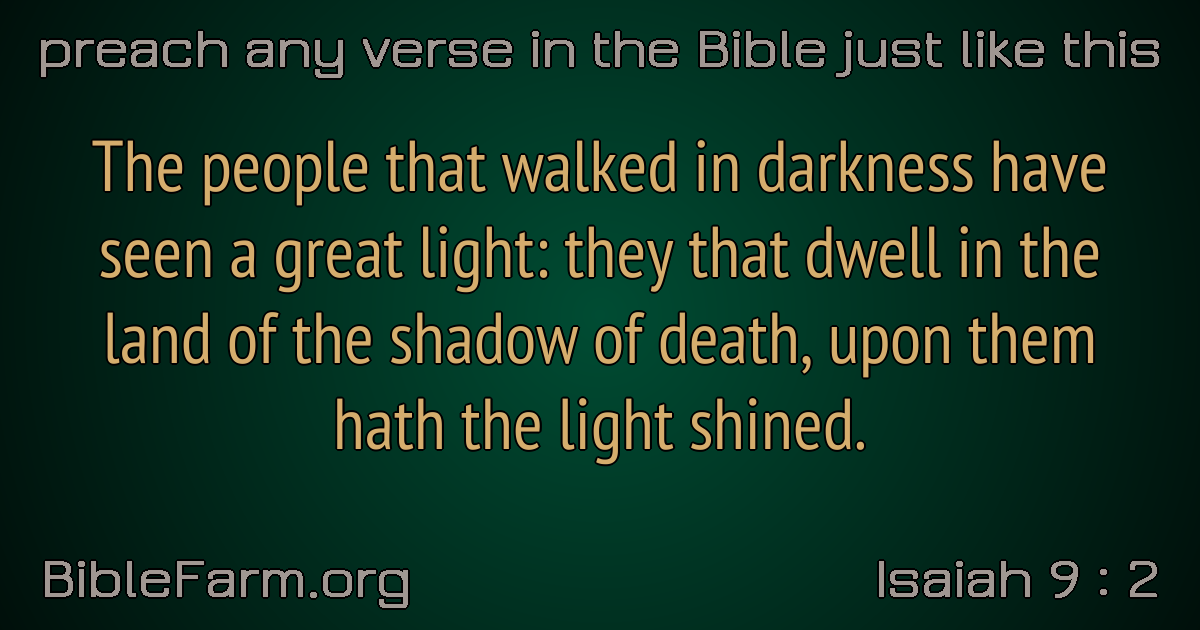 preach any verse in the Bible just like this
The people that walked in darkness have
seen a great light: they that dwell in the
land of the shadow of death, upon them
hath the light shined.
BibleFarm.org
Isaiah 9 : 2